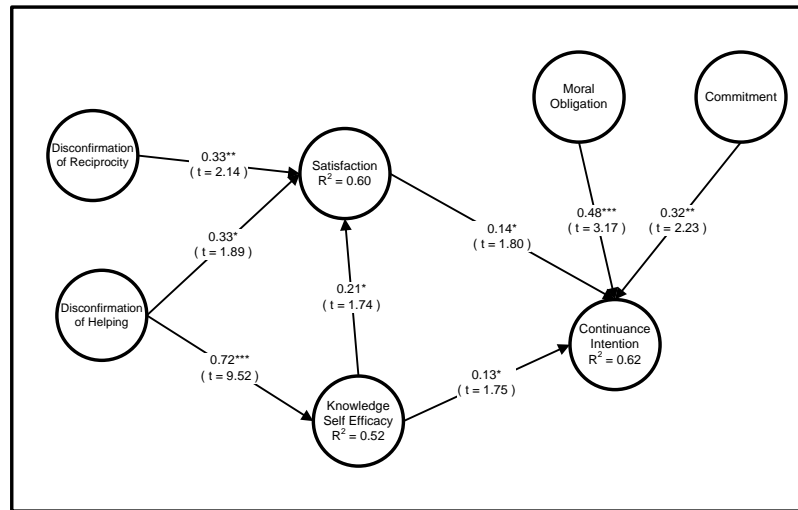 Moral
Obligation
Commitment
Disconfirmation
of Reciprocity
0.33**
( t = 2.14)
Satisfaction
R² = 0.60
0.48***
( t = 3.17)
0.32**
( t = 2.23)
0.33*
( t = 1.89)
0.14*
( t = 1.80)
Disconfirmation
of Helping
0.21*
( t = 1.74)
Continuance
Intention
R² = 0.62
0.72***
( t = 9.52)
0.13*
( t = 1.75)
Knowledge
Self Efficacy
R² = 0.52